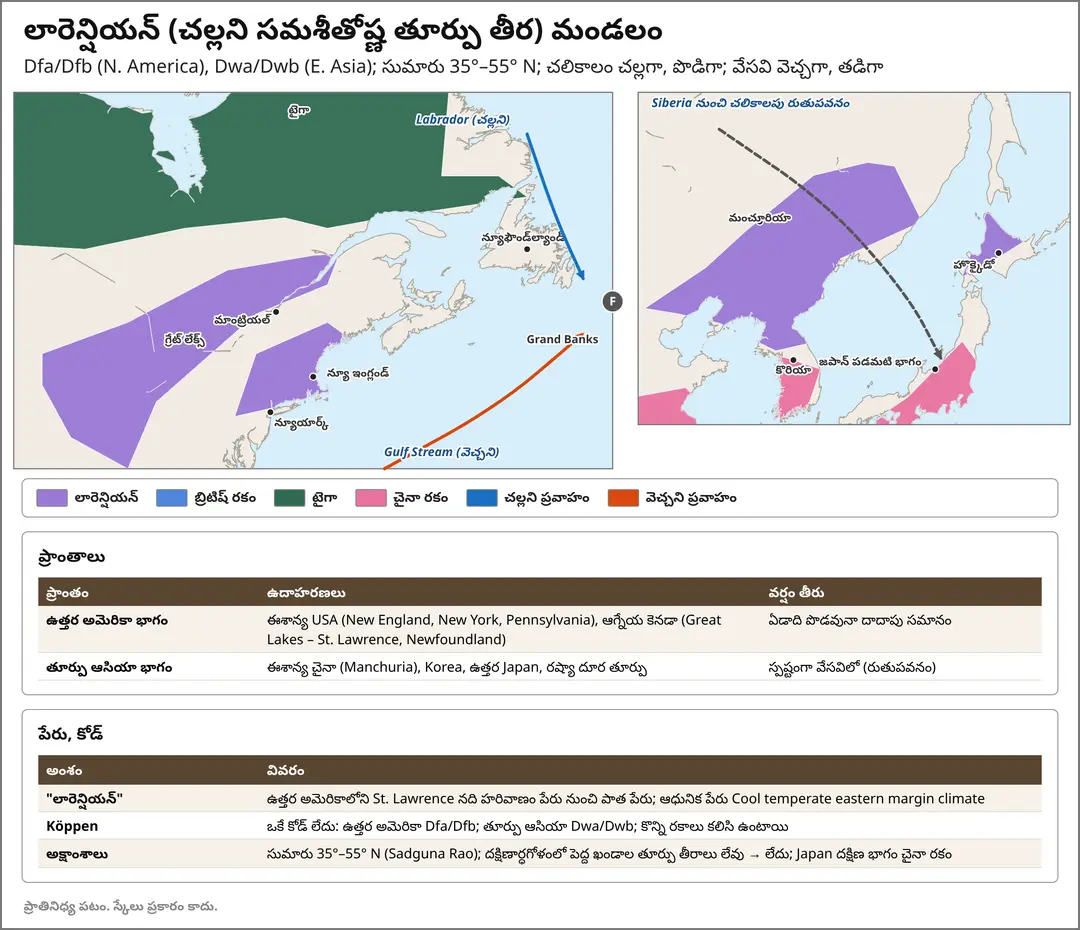 లారెన్షియన్ (చల్లని సమశీతోష్ణ తూర్పు తీర) మండలం
Dfa/Dfb (N. America), Dwa/Dwb (E. Asia); సుమారు 35°–55° N; చలికాలం చల్లగా, పొడిగా; వేసవి వెచ్చగా, తడిగా
టైగా
Labrador (చల్లని)
న్యూఫౌండ్‌ల్యాండ్
మాంట్రియల్
గ్రేట్ లేక్స్
Grand Banks
న్యూ ఇంగ్లండ్
న్యూయార్క్
Gulf Stream (వెచ్చని)
F
Siberia నుంచి చలికాలపు రుతుపవనం
మంచూరియా
హొక్కైడో
జపాన్ పడమటి భాగం
కొరియా
లారెన్షియన్
బ్రిటిష్ రకం
టైగా
చైనా రకం
చల్లని ప్రవాహం
వెచ్చని ప్రవాహం
ప్రాంతాలు
ప్రాంతం ఉదాహరణలు వర్షం తీరు
ఉత్తర అమెరికా భాగం ఈశాన్య USA (New England, New York, Pennsylvania), ఆగ్నేయ కెనడా (Great ఏడాది పొడవునా దాదాపు సమానం
Lakes – St. Lawrence, Newfoundland)
తూర్పు ఆసియా భాగం ఈశాన్య చైనా (Manchuria), Korea, ఉత్తర Japan, రష్యా దూర తూర్పు స్పష్టంగా వేసవిలో (రుతుపవనం)
పేరు, కోడ్
అంశం వివరం
"లారెన్షియన్" ఉత్తర అమెరికాలోని St. Lawrence నది హరివాణం పేరు నుంచి పాత పేరు; ఆధునిక పేరు Cool temperate eastern margin climate
Köppen ఒకే కోడ్ లేదు: ఉత్తర అమెరికా Dfa/Dfb; తూర్పు ఆసియా Dwa/Dwb; కొన్ని రకాలు కలిసి ఉంటాయి
అక్షాంశాలు సుమారు 35°–55° N (Sadguna Rao); దక్షిణార్ధగోళంలో పెద్ద ఖండాల తూర్పు తీరాలు లేవు → లేదు; Japan దక్షిణ భాగం చైనా రకం
ప్రాతినిధ్య పటం. స్కేలు ప్రకారం కాదు.